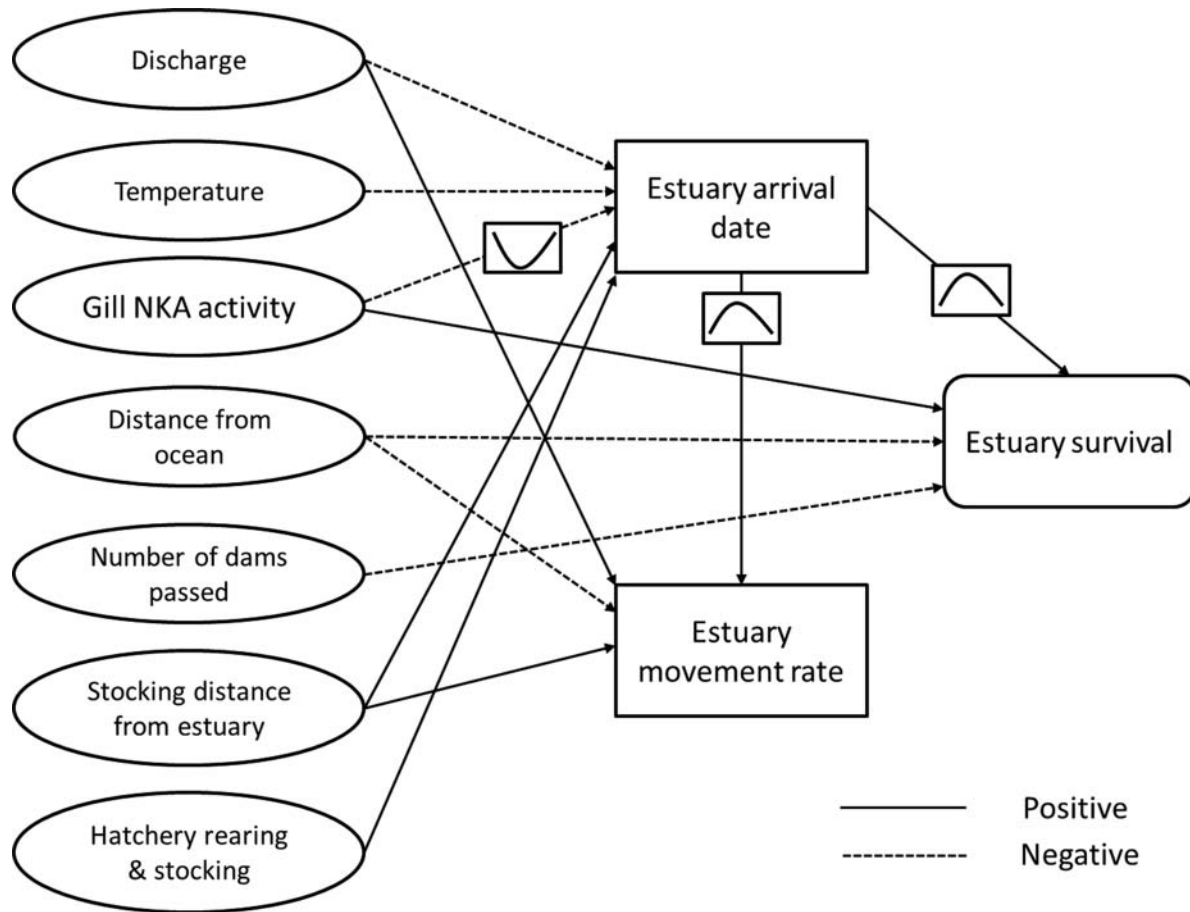 Discharge
Temperature
Gill NKA activity
Distance from
ocean
Number of dams
passed
Stocking distance
from estuary
Hatchery rearing
& stocking
Estuary arrival
date
Estuary
movement rate
Estuary survival
Positive
Negative